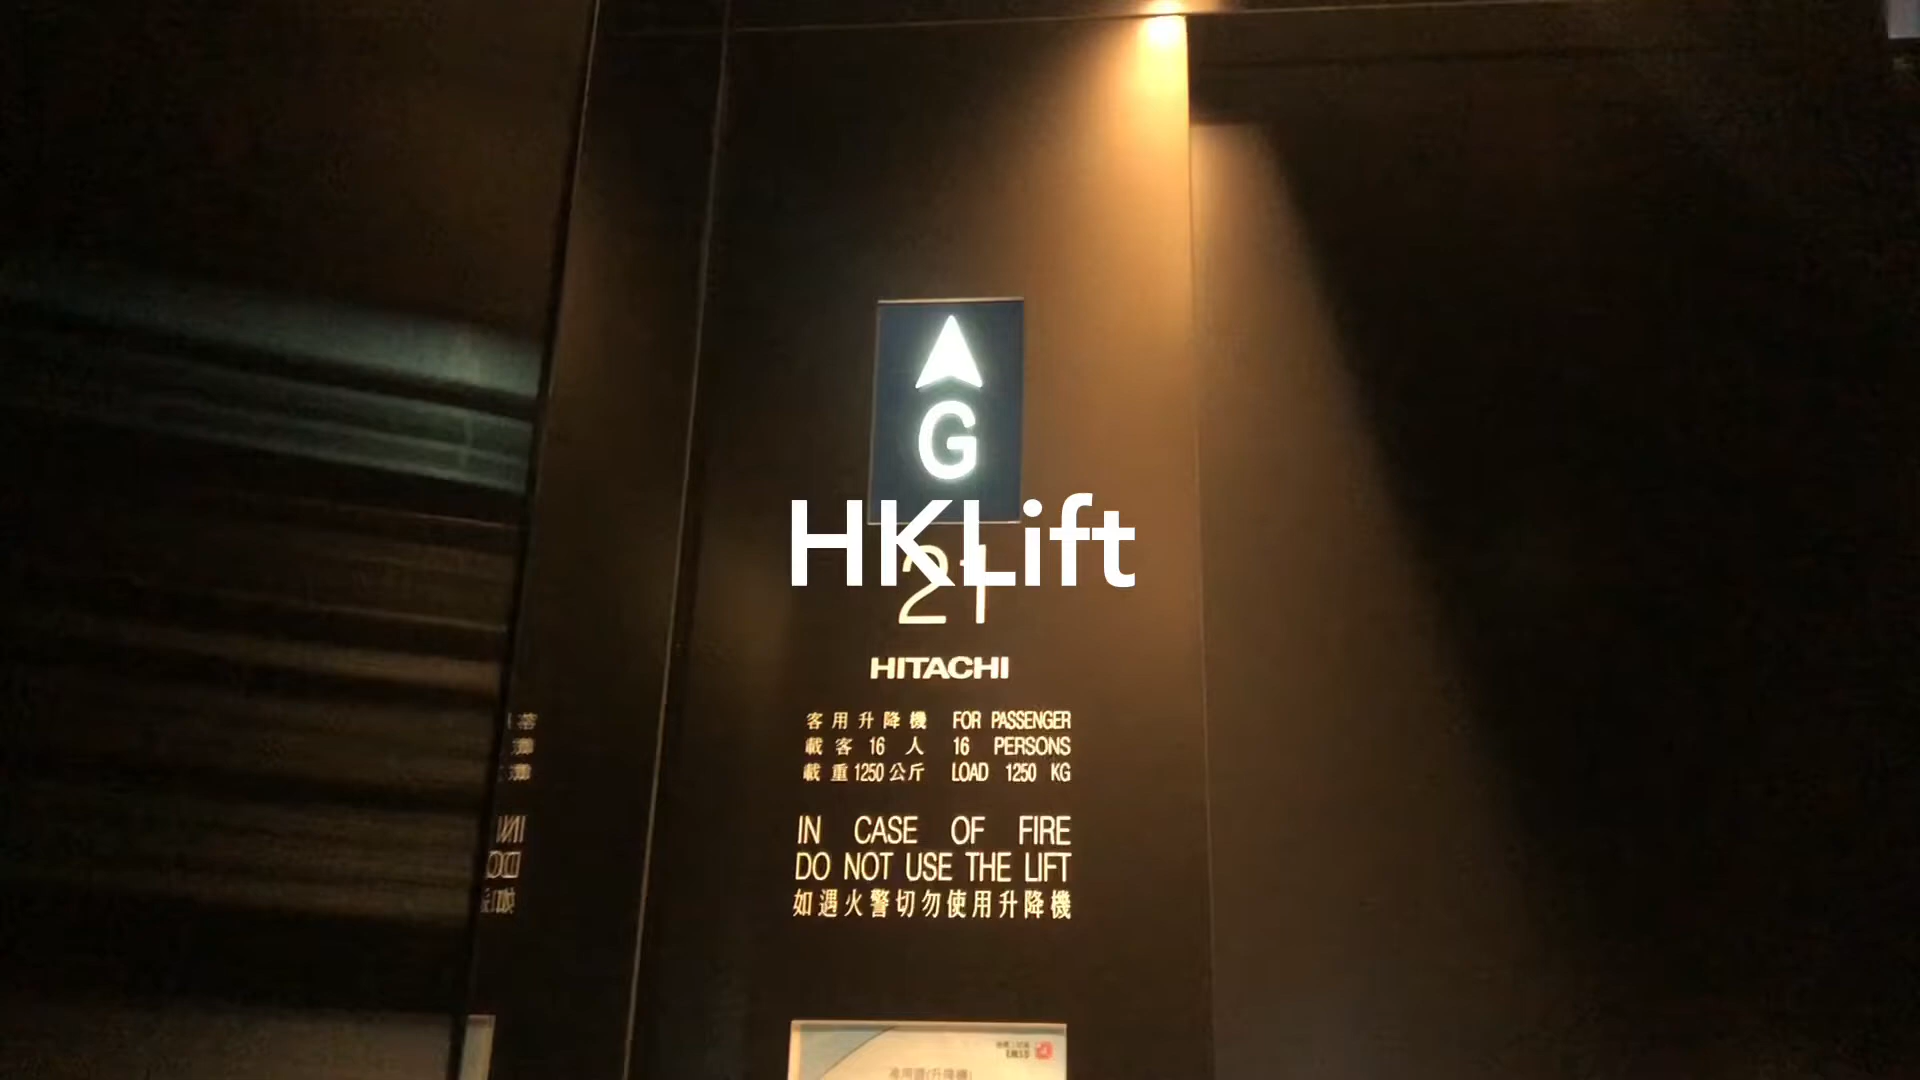 G
HKLift
21
HITACHI
客用升降機 FOR PASSENGER
載客 16 人 16 PERSONS
載重 1250 公斤 LOAD 1250 KG
IN CASE OF FIRE
DO NOT USE THE LIFT
如遇火警切勿使用升降機
EMSD